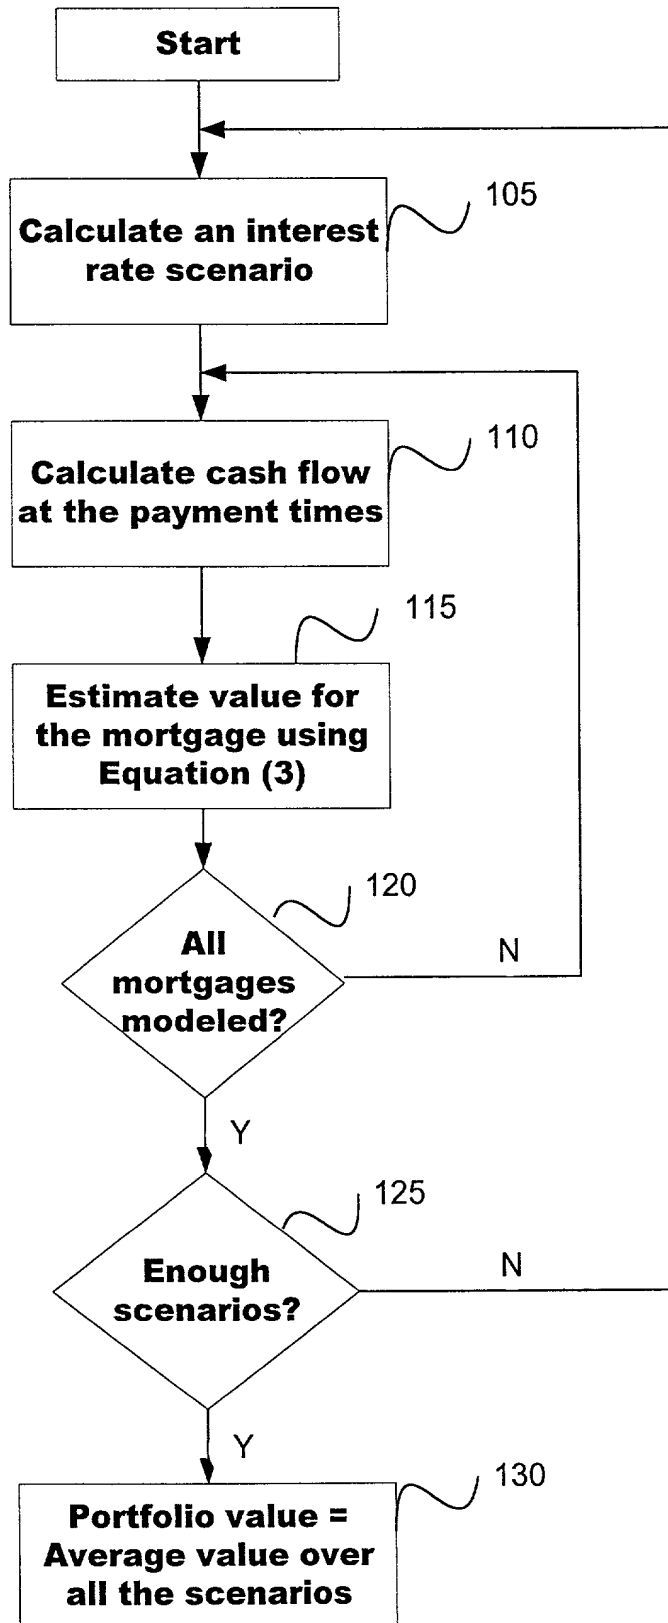 Start
105
Calculate an interest
rate scenario
110
Calculate cash flow
at the payment times
115
Estimate value for
the mortgage using
Equation (3)
120
All
mortgages
modeled?
N
Y
125
Enough
scenarios?
N
Y
130
Portfolio value =
Average value over
all the scenarios